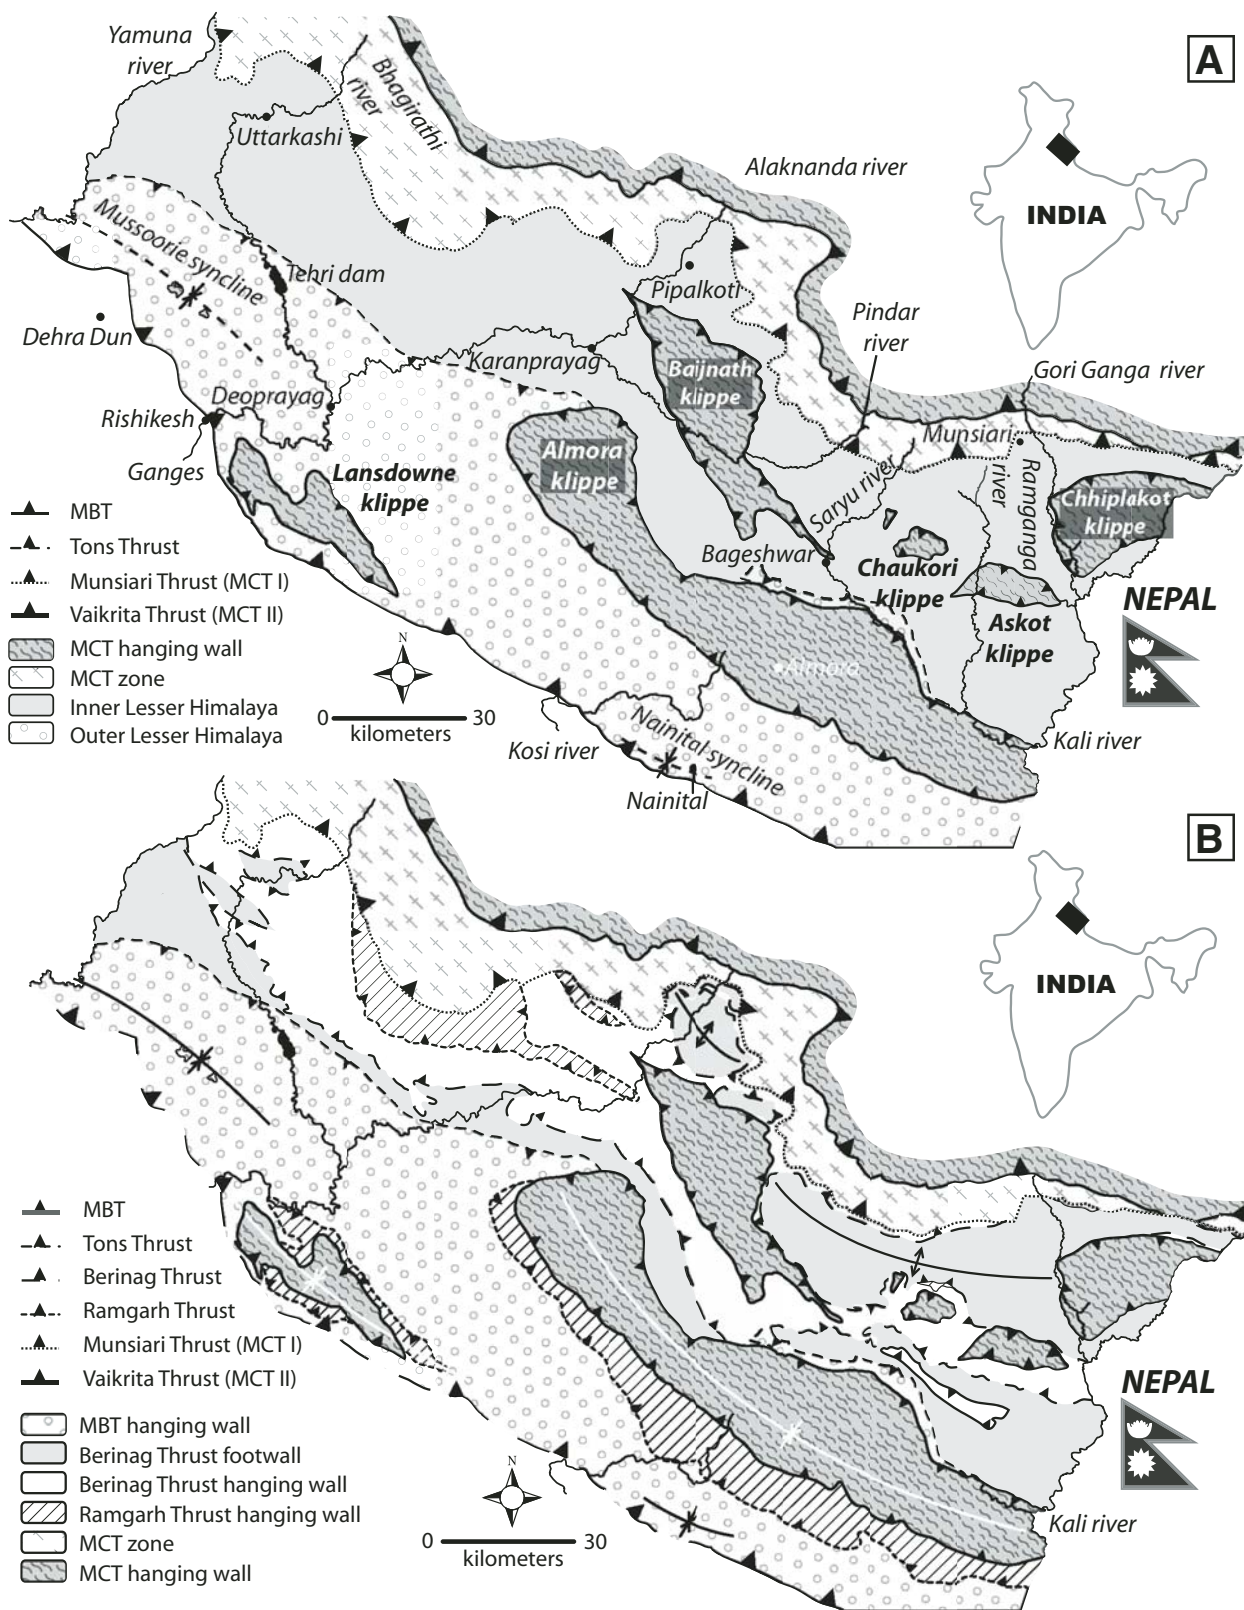 A
Yamuna
river
Bhagirathi
river
Uttarkashi
Alaknanda river
INDIA
Mussoorie syncline
Tehri dam
Pipalkoti
Dehra Dun
Pindar
river
Karanprayag
Baijnath
klippe
Gori Ganga river
Deoprayag
Rishikesh
Munsiari
Ganges
Lansdowne
klippe
Almora
klippe
Saryu river
Ramganga
river
Chhiplakot
klippe
MBT
Tons Thrust
Munsiari Thrust (MCT I)
Vaikrita Thrust (MCT II)
MCT hanging wall
MCT zone
Inner Lesser Himalaya
Outer Lesser Himalaya
Bageshwar
Chaukori
klippe
Askot
klippe
NEPAL
Almora
N
0 30
kilometers
Kosi river
Nainital syncline
Nainital
Kali river
B
INDIA
MBT
Tons Thrust
Berinag Thrust
Ramgarh Thrust
Munsiari Thrust (MCT I)
Vaikrita Thrust (MCT II)
MBT hanging wall
Berinag Thrust footwall
Berinag Thrust hanging wall
Ramgarh Thrust hanging wall
MCT zone
MCT hanging wall
N
0 30
kilometers
NEPAL
Kali river